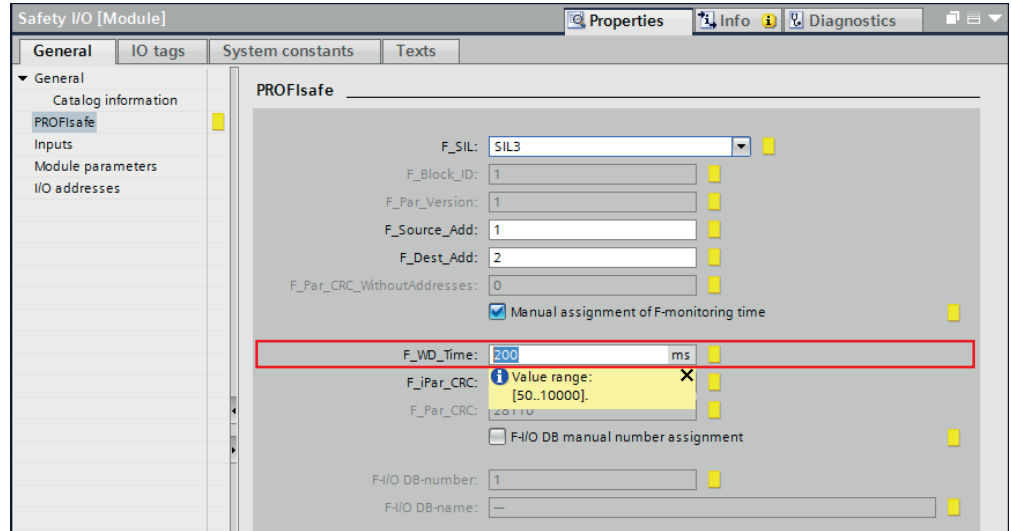 Safety I/O [Module]
Properties
Info
Diagnostics
General
IO tags
System constants
Texts
General
Catalog information
PROFIsafe
Inputs
Module parameters
I/O addresses
PROFIsafe
F_SIL: SIL3
F_Block_ID: 1
F_Par_Version: 1
F_Source_Add: 1
F_Dest_Add: 2
F_Par_CRC_WithoutAddresses: 0
Manual assignment of F-monitoring time
F_WD_Time: 200 ms
F_iPar_CRC:
Value range:
[50..10000].
F_Par_CRC: 28110
F-I/O DB manual number assignment
F-I/O DB-number: 1
F-I/O DB-name: —